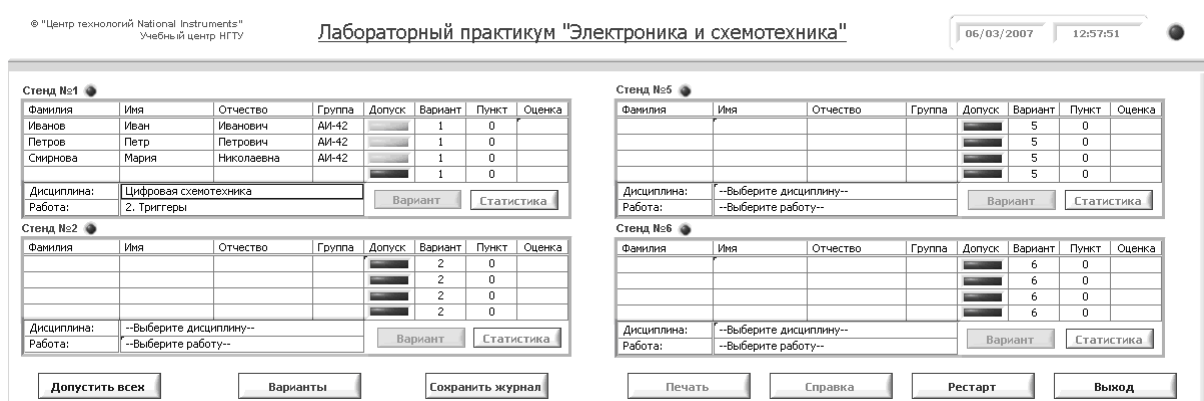 © "Центр технологий National Instruments"
Учебный центр НГТУ
Лабораторный практикум "Электроника и схемотехника"
06/03/2007 12:57:51
Стенд №1
Фамилия Имя Отчество Группа Допуск Вариант Пункт Оценка
Иванов Иван Иванович АИ-42 1 0
Петров Петр Петрович АИ-42 1 0
Смирнова Мария Николаевна АИ-42 1 0
1 0
Дисциплина: Цифровая схемотехника
Работа: 2. Триггеры
Вариант Статистика
Стенд №2
Фамилия Имя Отчество Группа Допуск Вариант Пункт Оценка
2 0
2 0
2 0
2 0
Дисциплина: --Выберите дисциплину--
Работа: --Выберите работу--
Вариант Статистика
Стенд №5
Фамилия Имя Отчество Группа Допуск Вариант Пункт Оценка
5 0
5 0
5 0
5 0
Дисциплина: --Выберите дисциплину--
Работа: --Выберите работу--
Вариант Статистика
Стенд №6
Фамилия Имя Отчество Группа Допуск Вариант Пункт Оценка
6 0
6 0
6 0
6 0
Дисциплина: --Выберите дисциплину--
Работа: --Выберите работу--
Вариант Статистика
Допустить всех Варианты Сохранить журнал Печать Справка Рестарт Выход